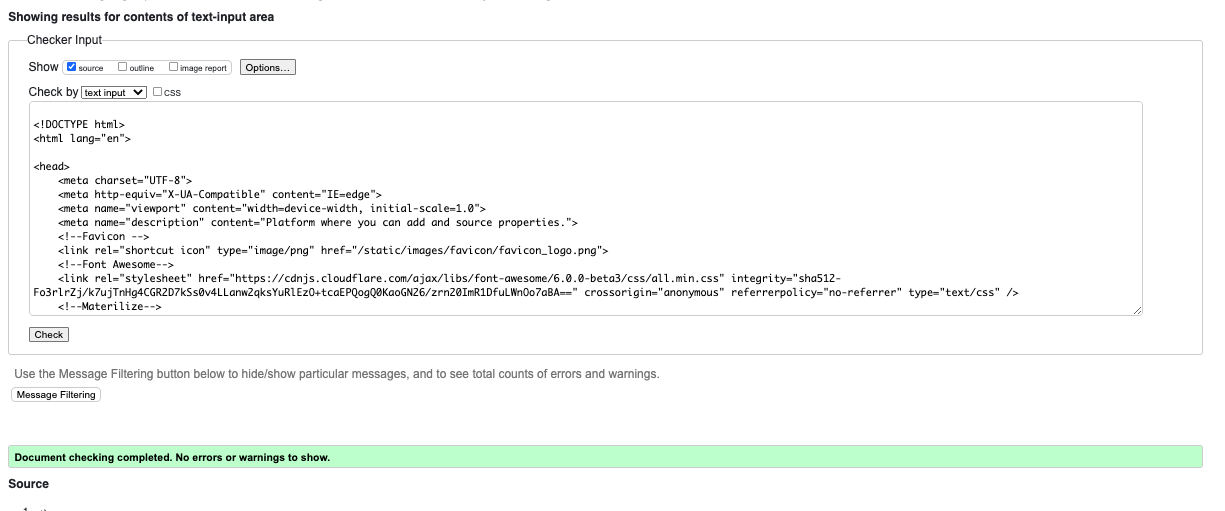 Showing results for contents of text-input area
Checker Input
Show source outline image report Options...
Check by text input css
<!DOCTYPE html>
<html lang="en">
<head>
<meta charset="UTF-8">
<meta http-equiv="X-UA-Compatible" content="IE=edge">
<meta name="viewport" content="width=device-width, initial-scale=1.0">
<meta name="description" content="Platform where you can add and source properties.">
<!--Favicon -->
<link rel="shortcut icon" type="image/png" href="/static/images/favicon/favicon_logo.png">
<!--Font Awesome-->
<link rel="stylesheet" href="https://cdnjs.cloudflare.com/ajax/libs/font-awesome/6.0.0-beta3/css/all.min.css" integrity="sha512-
Fo3rlrZj/k7ujTnHg4CGR2D7kSs0v4LLanwZqksYuRlEzO+tcaEPQogQ0KaoGN26/zrn20ImR1DfuLWnOo7aBA==" crossorigin="anonymous" referrerpolicy="no-referrer" type="text/css" />
<!--Materilize-->
Check
Use the Message Filtering button below to hide/show particular messages, and to see total counts of errors and warnings.
Message Filtering
Document checking completed. No errors or warnings to show.
Source